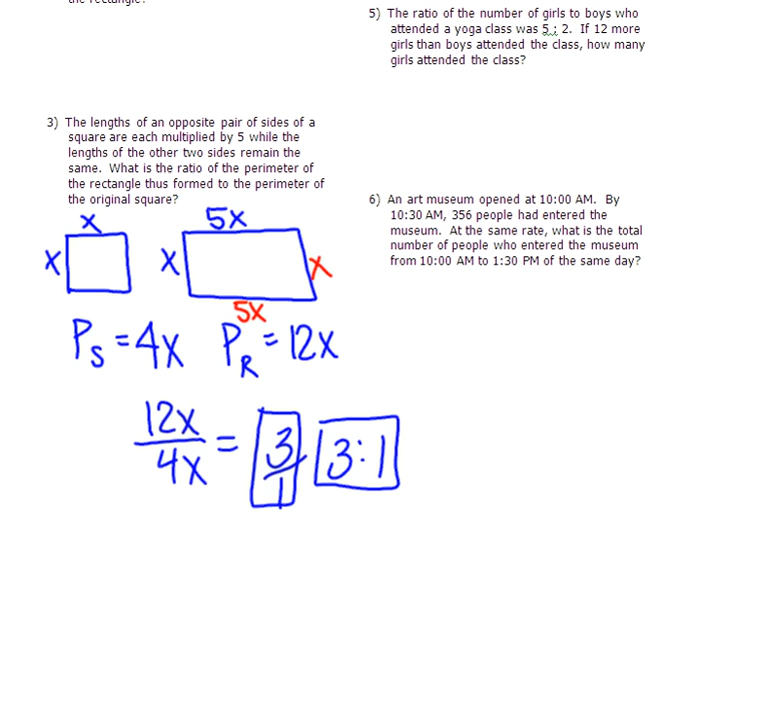 the rectangle?
3) The lengths of an opposite pair of sides of a
square are each multiplied by 5 while the
lengths of the other two sides remain the
same. What is the ratio of the perimeter of
the rectangle thus formed to the perimeter of
the original square?
x 5x
x x x
5x
Ps = 4x PR = 12x
12x/4x = 3/1 3:1
5) The ratio of the number of girls to boys who
attended a yoga class was 5 : 2. If 12 more
girls than boys attended the class, how many
girls attended the class?
6) An art museum opened at 10:00 AM. By
10:30 AM, 356 people had entered the
museum. At the same rate, what is the total
number of people who entered the museum
from 10:00 AM to 1:30 PM of the same day?